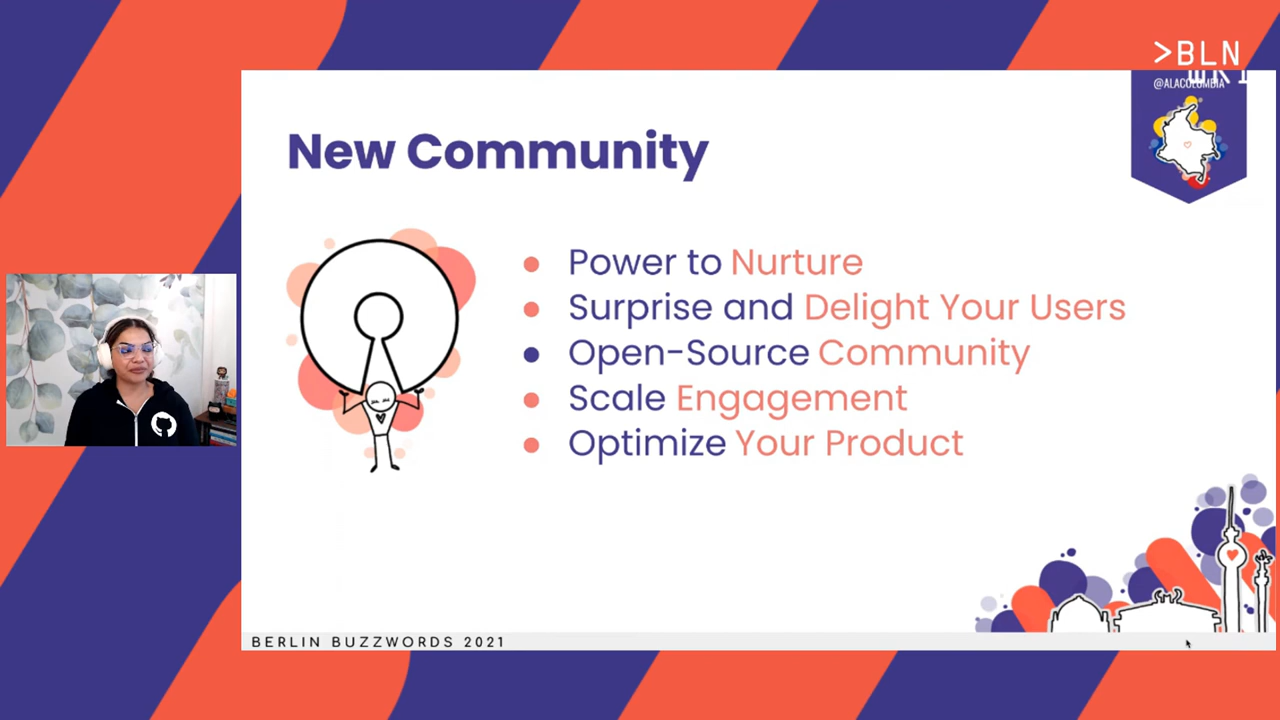 >BLN
@ALACOLOMBIA
New Community
Power to Nurture
Surprise and Delight Your Users
Open-Source Community
Scale Engagement
Optimize Your Product
BERLIN BUZZWORDS 2021